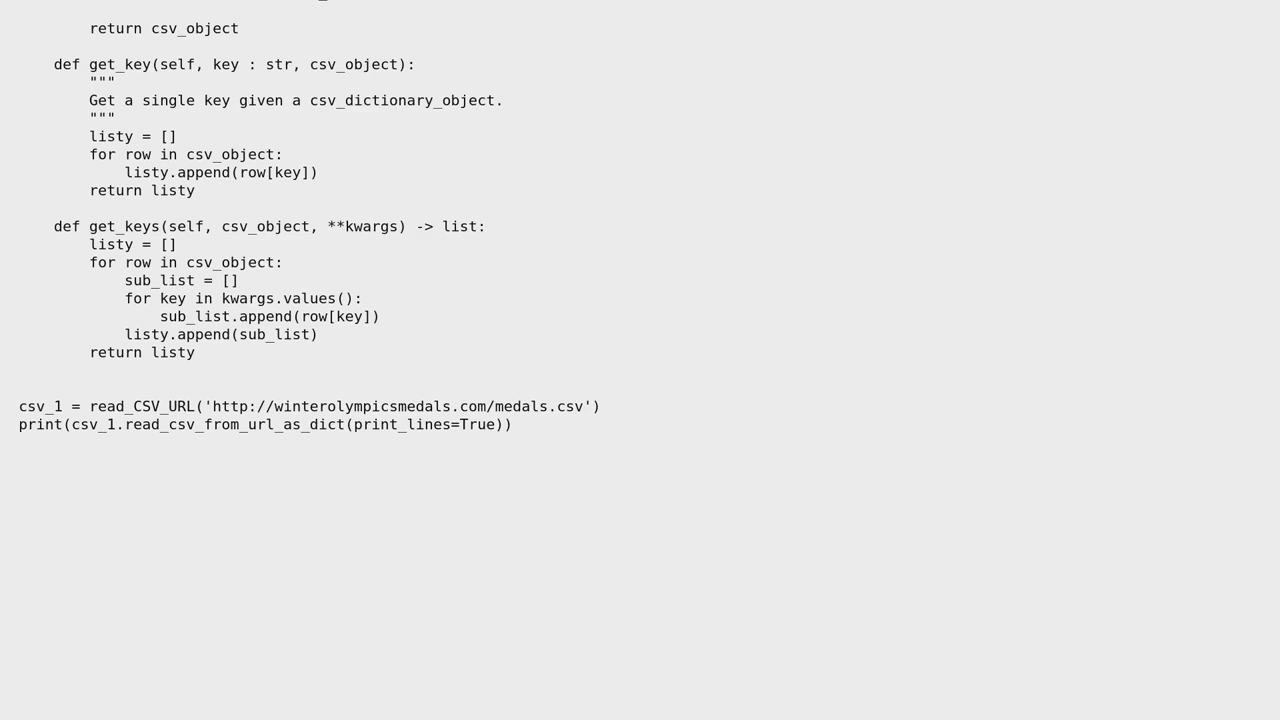 return csv_object
def get_key(self, key : str, csv_object):
"""
Get a single key given a csv_dictionary_object.
"""
listy = []
for row in csv_object:
listy.append(row[key])
return listy
def get_keys(self, csv_object, **kwargs) -> list:
listy = []
for row in csv_object:
sub_list = []
for key in kwargs.values():
sub_list.append(row[key])
listy.append(sub_list)
return listy
csv_1 = read_CSV_URL('http://winterolympicsmedals.com/medals.csv')
print(csv_1.read_csv_from_url_as_dict(print_lines=True))